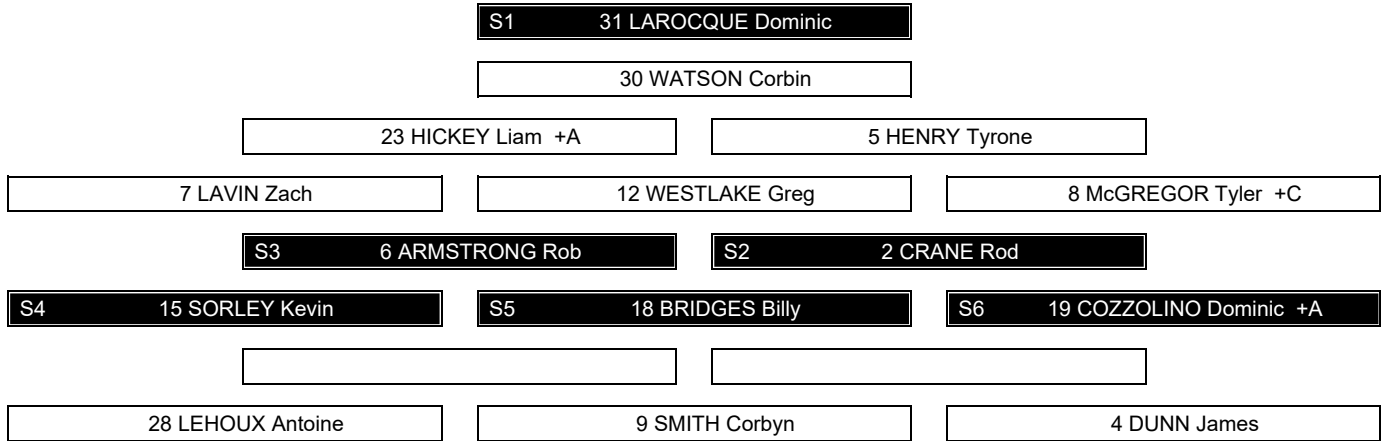 S1 31 LAROCQUE Dominic
30 WATSON Corbin
23 HICKEY Liam +A 5 HENRY Tyrone
7 LAVIN Zach 12 WESTLAKE Greg 8 McGREGOR Tyler +C
S3 6 ARMSTRONG Rob S2 2 CRANE Rod
S4 15 SORLEY Kevin S5 18 BRIDGES Billy S6 19 COZZOLINO Dominic +A
28 LEHOUX Antoine 9 SMITH Corbyn 4 DUNN James